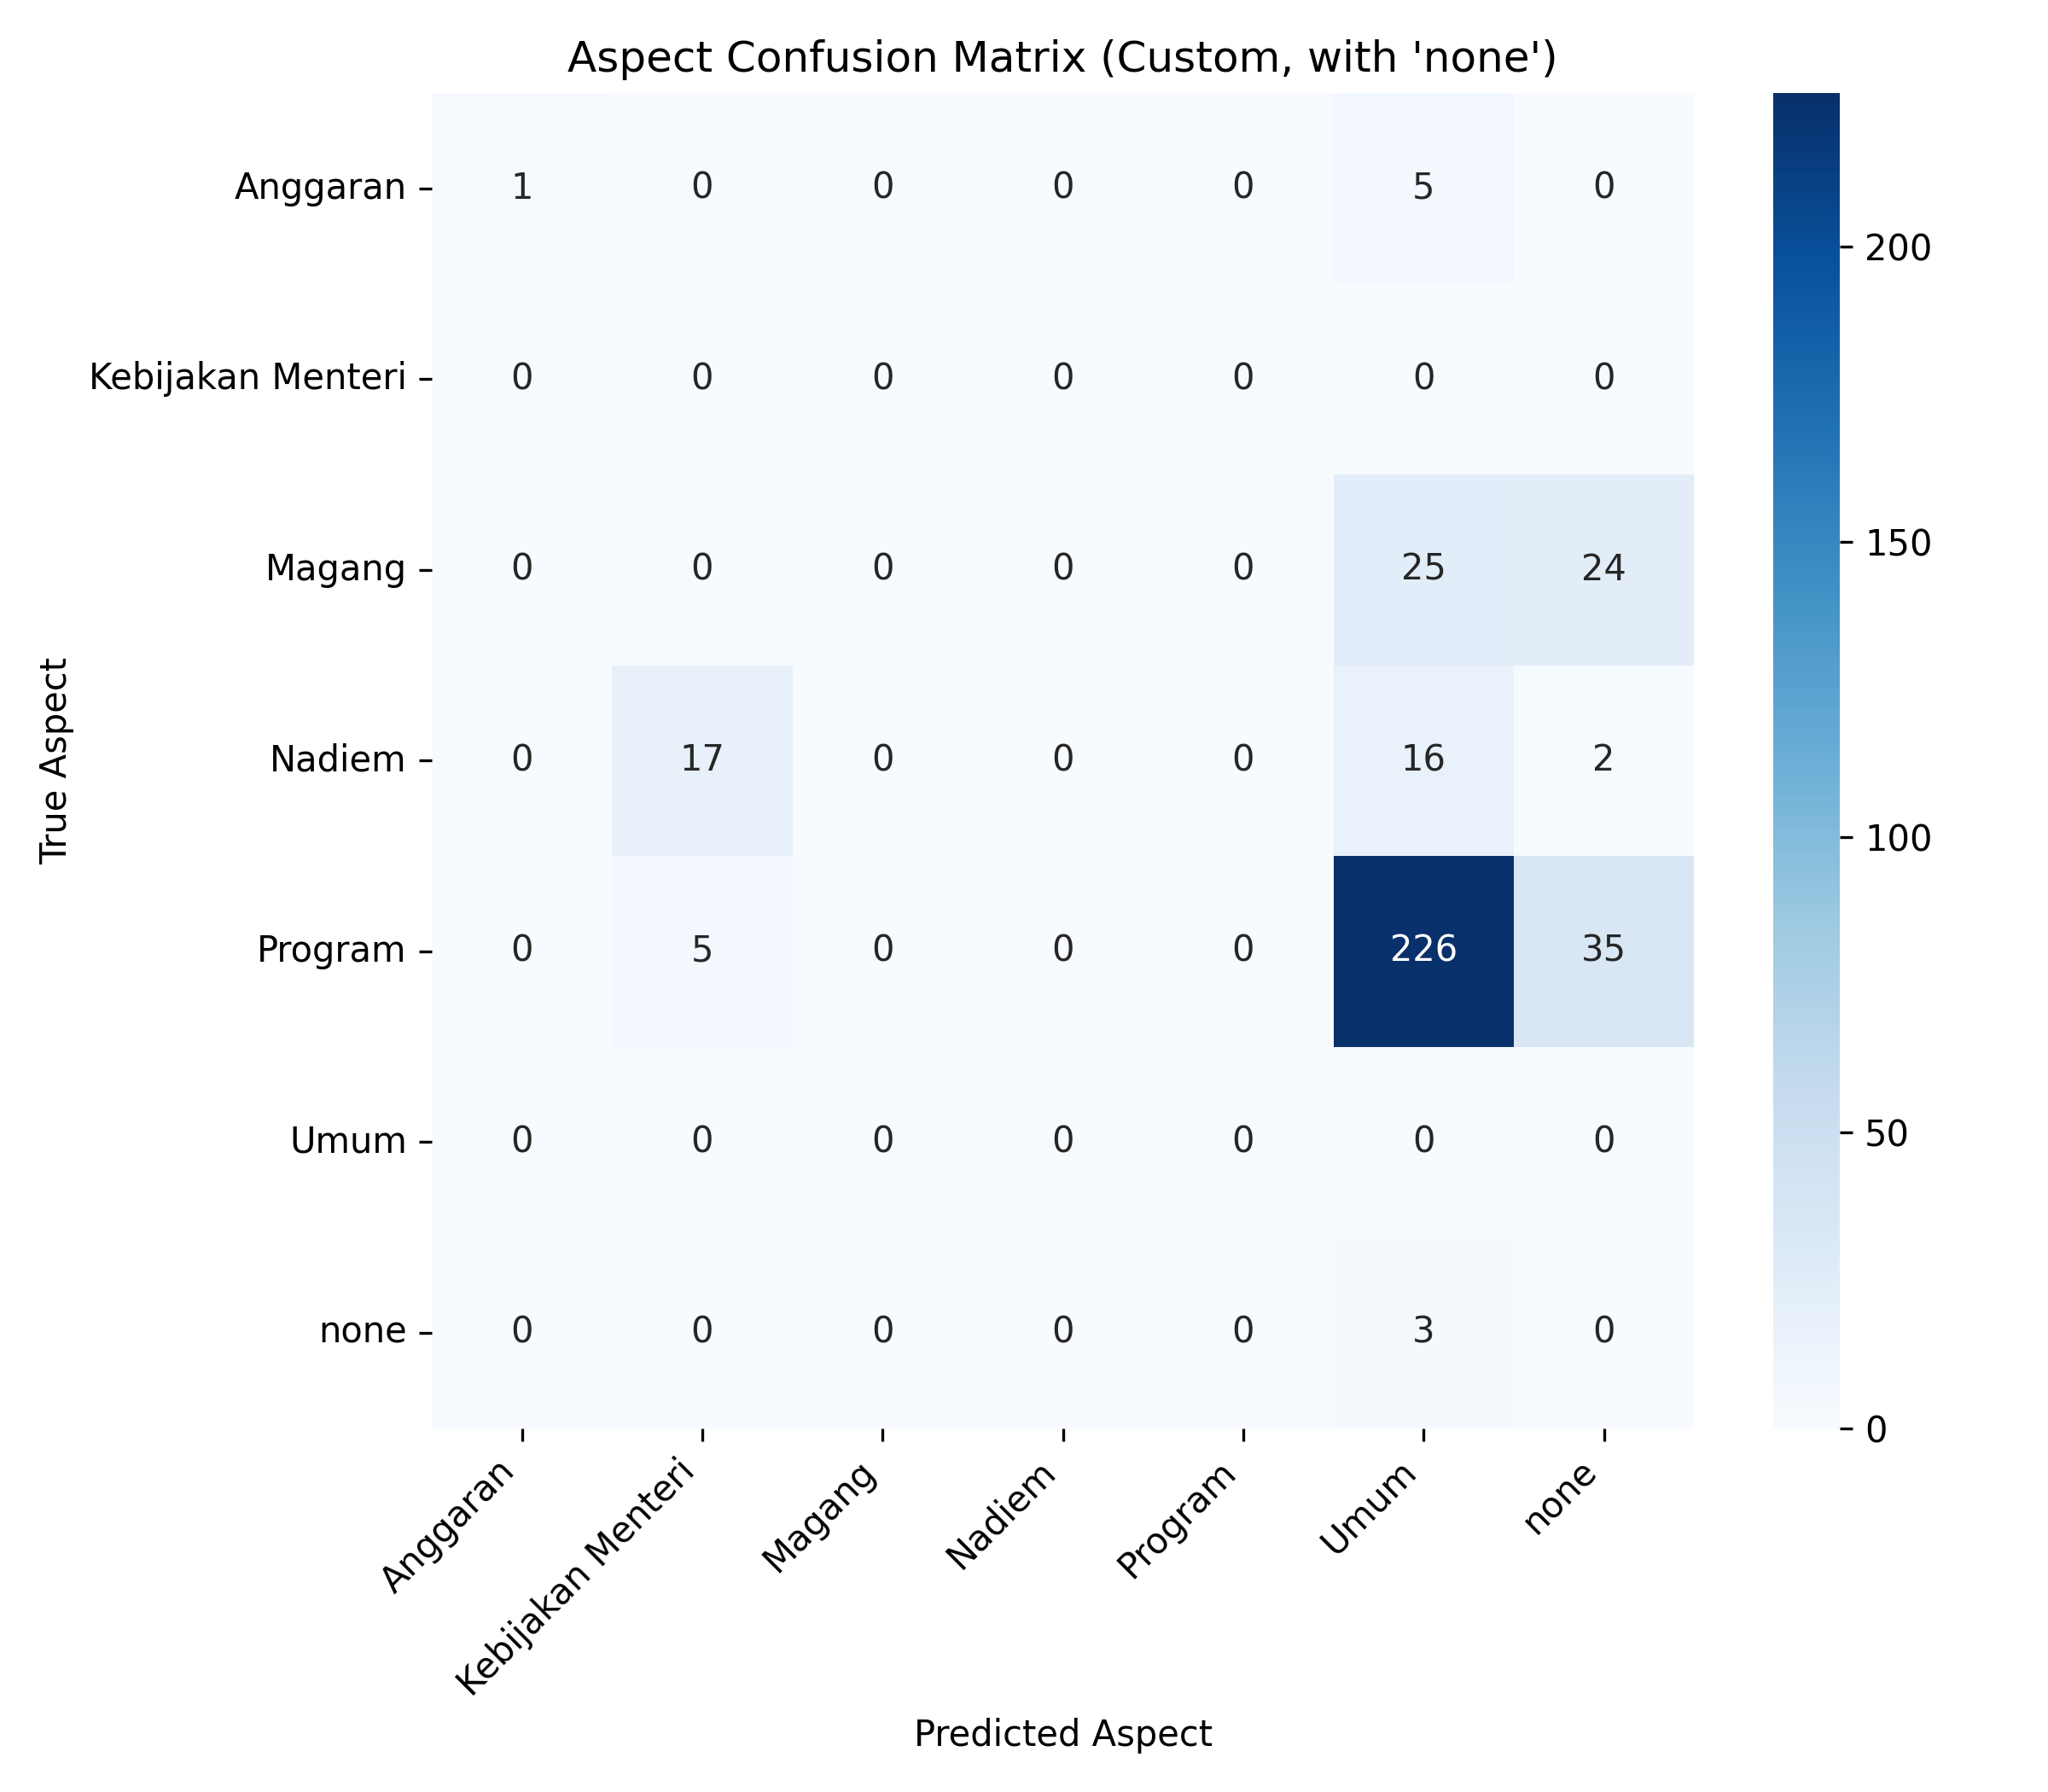 Aspect Confusion Matrix (Custom, with 'none')
True Aspect
Anggaran 1 0 0 0 0 5 0
Kebijakan Menteri 0 0 0 0 0 0 0
Magang 0 0 0 0 0 25 24
Nadiem 0 17 0 0 0 16 2
Program 0 5 0 0 0 226 35
Umum 0 0 0 0 0 0 0
none 0 0 0 0 0 3 0
Anggaran Kebijakan Menteri Magang Nadiem Program Umum none
Predicted Aspect
200
150
100
50
0